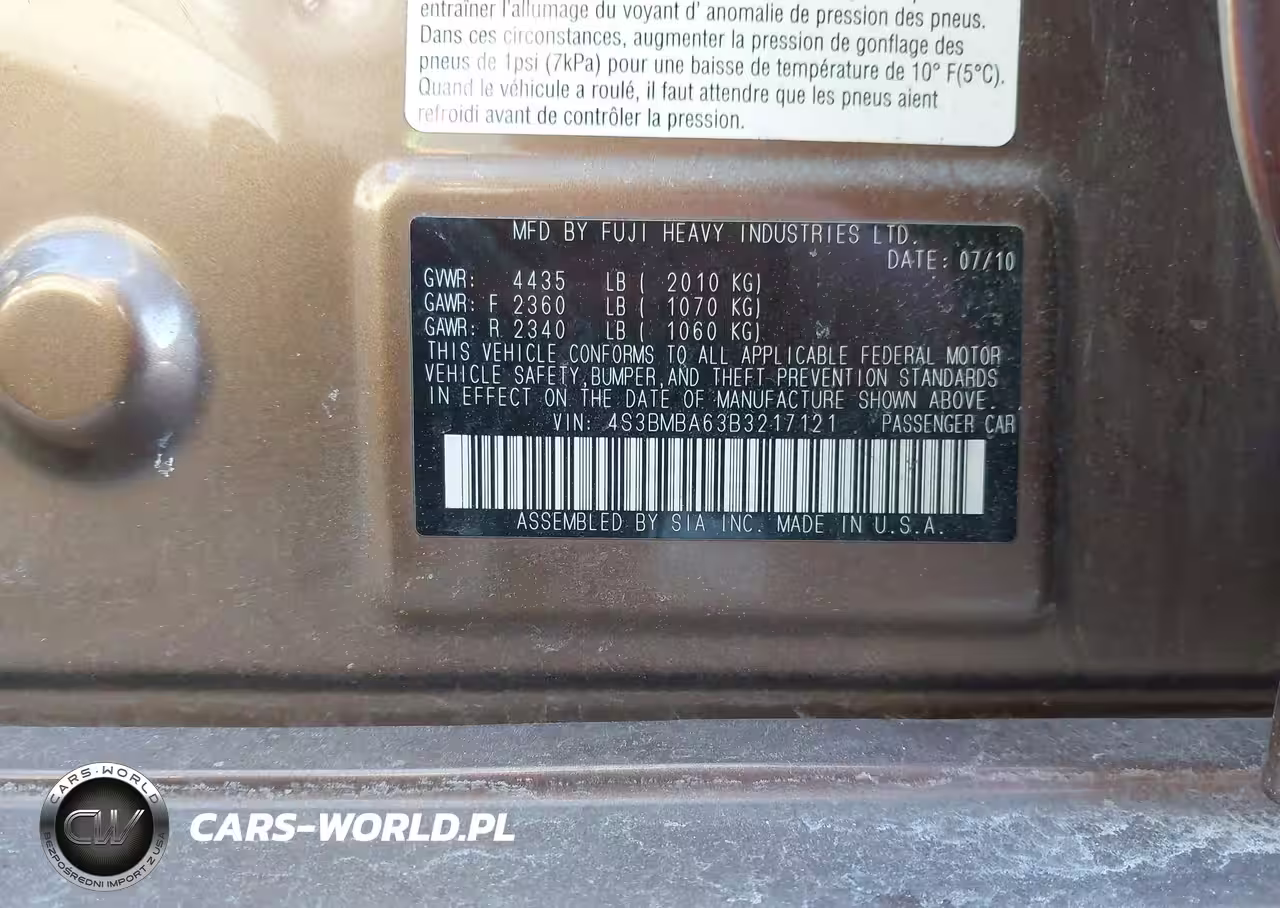 entraîner l'allumage du voyant d' anomalie de pression des pneus.
Dans ces circonstances, augmenter la pression de gonflage des
pneus de 1psi (7kPa) pour une baisse de température de 10° F(5°C).
Quand le véhicule a roulé, il faut attendre que les pneus aient
refroidi avant de contrôler la pression.
MFD BY FUJI HEAVY INDUSTRIES LTD.
DATE: 07/10
GVWR: 4435 LB ( 2010 KG)
GAWR: F 2360 LB ( 1070 KG)
GAWR: R 2340 LB ( 1060 KG)
THIS VEHICLE CONFORMS TO ALL APPLICABLE FEDERAL MOTOR
VEHICLE SAFETY,BUMPER,AND THEFT PREVENTION STANDARDS
IN EFFECT ON THE DATE OF MANUFACTURE SHOWN ABOVE.
VIN: 4S3BMBA63B3217121 PASSENGER CAR
ASSEMBLED BY SIA INC. MADE IN U.S.A.
CARS-WORLD
CW
BEZPOŚREDNI IMPORT Z USA
CARS-WORLD.PL